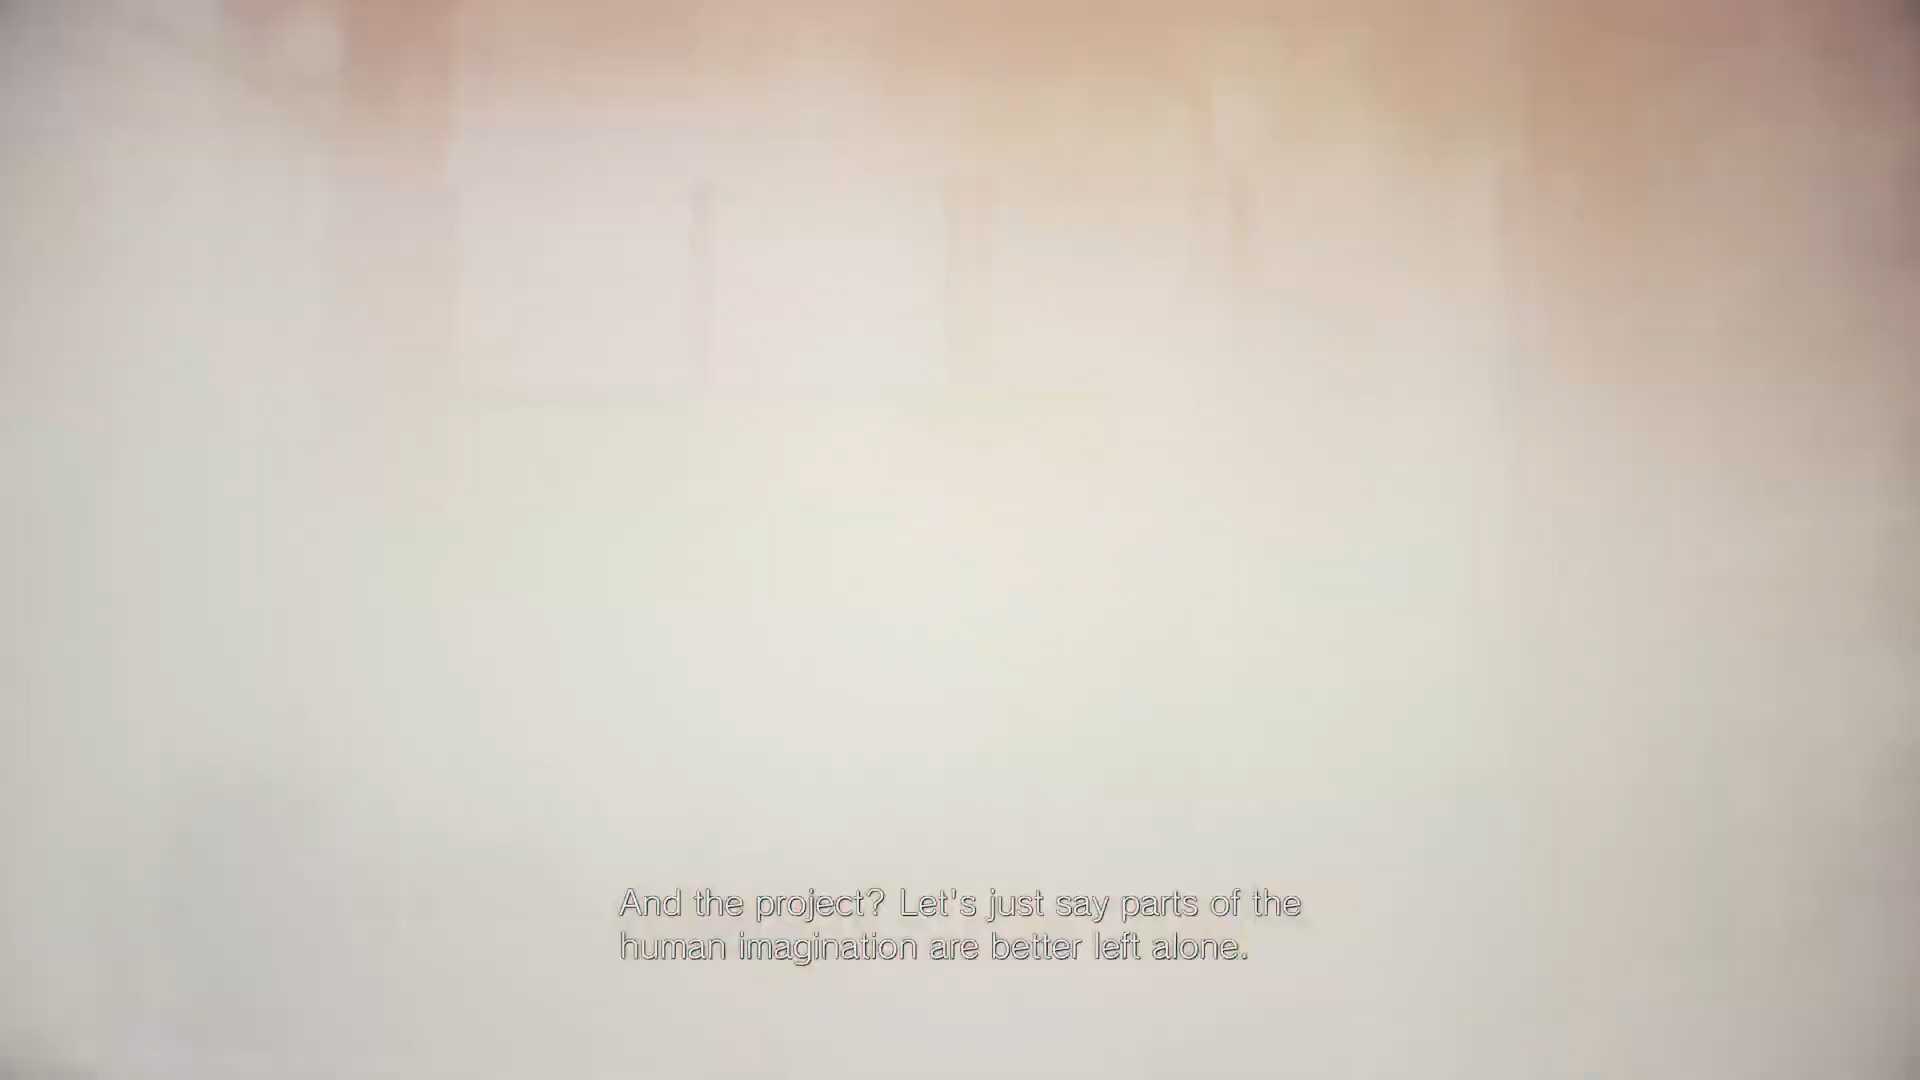 And the project? Let's just say parts of the
human imagination are better left alone.